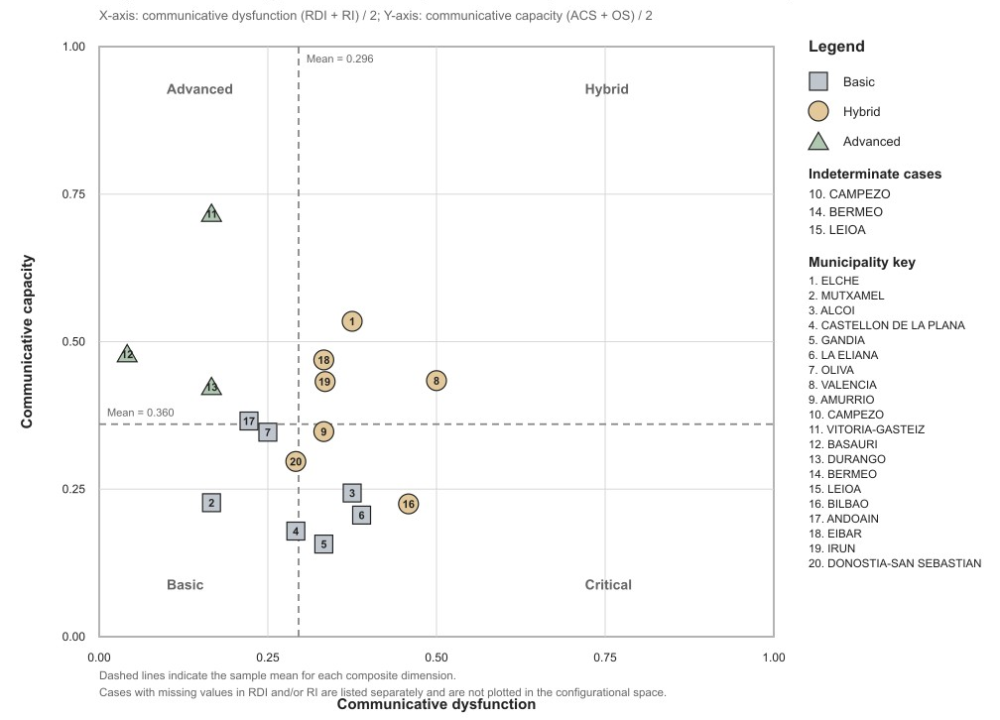 X-axis: communicative dysfunction (RDI + RI) / 2; Y-axis: communicative capacity (ACS + OS) / 2
1.00
Mean = 0.296
Advanced
Hybrid
0.75
11
Communicative capacity
1
0.50
12
18
19
8
13
Mean = 0.360
17
7
9
20
0.25
2
3
16
6
4
5
Basic
Critical
0.00
0.00
0.25
0.50
0.75
1.00
Dashed lines indicate the sample mean for each composite dimension.
Cases with missing values in RDI and/or RI are listed separately and are not plotted in the configurational space.
Communicative dysfunction
Legend
Basic
Hybrid
Advanced
Indeterminate cases
10. CAMPEZO
14. BERMEO
15. LEIOA
Municipality key
1. ELCHE
2. MUTXAMEL
3. ALCOI
4. CASTELLON DE LA PLANA
5. GANDIA
6. LA ELIANA
7. OLIVA
8. VALENCIA
9. AMURRIO
10. CAMPEZO
11. VITORIA-GASTEIZ
12. BASAURI
13. DURANGO
14. BERMEO
15. LEIOA
16. BILBAO
17. ANDOAIN
18. EIBAR
19. IRUN
20. DONOSTIA-SAN SEBASTIAN